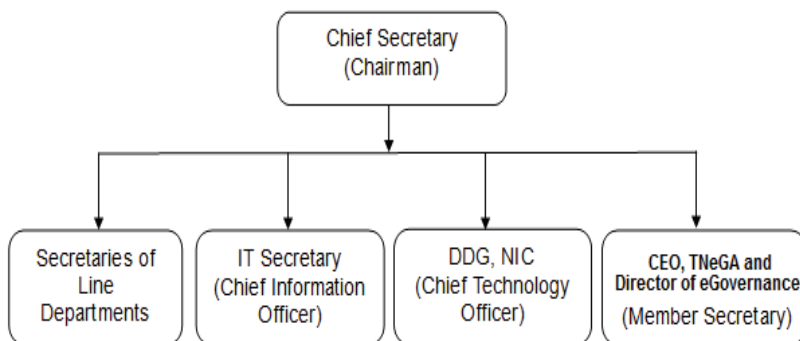 Chief Secretary
(Chairman)
Secretaries of
Line
Departments
IT Secretary
(Chief Information
Officer)
DDG, NIC
(Chief Technology
Officer)
CEO, TNeGA and
Director of eGovernance
(Member Secretary)